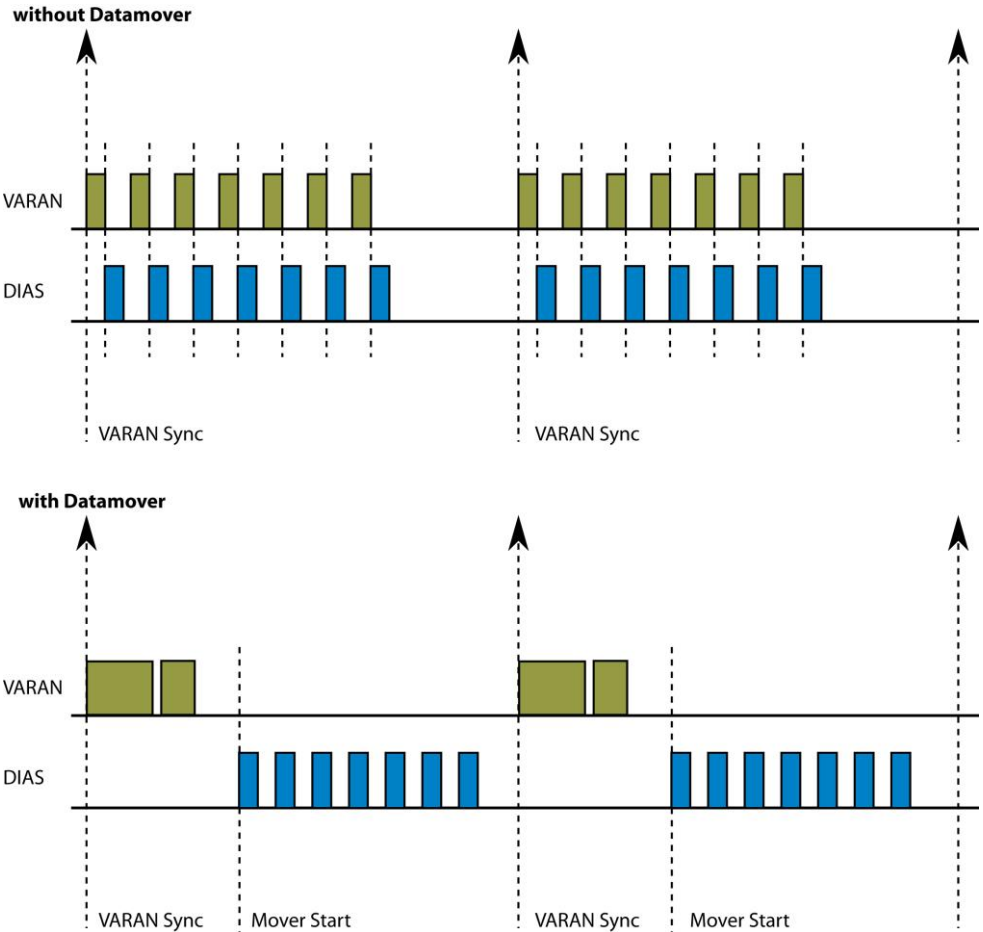 without Datamover
VARAN
DIAS
VARAN Sync
VARAN Sync
with Datamover
VARAN
DIAS
VARAN Sync
Mover Start
VARAN Sync
Mover Start